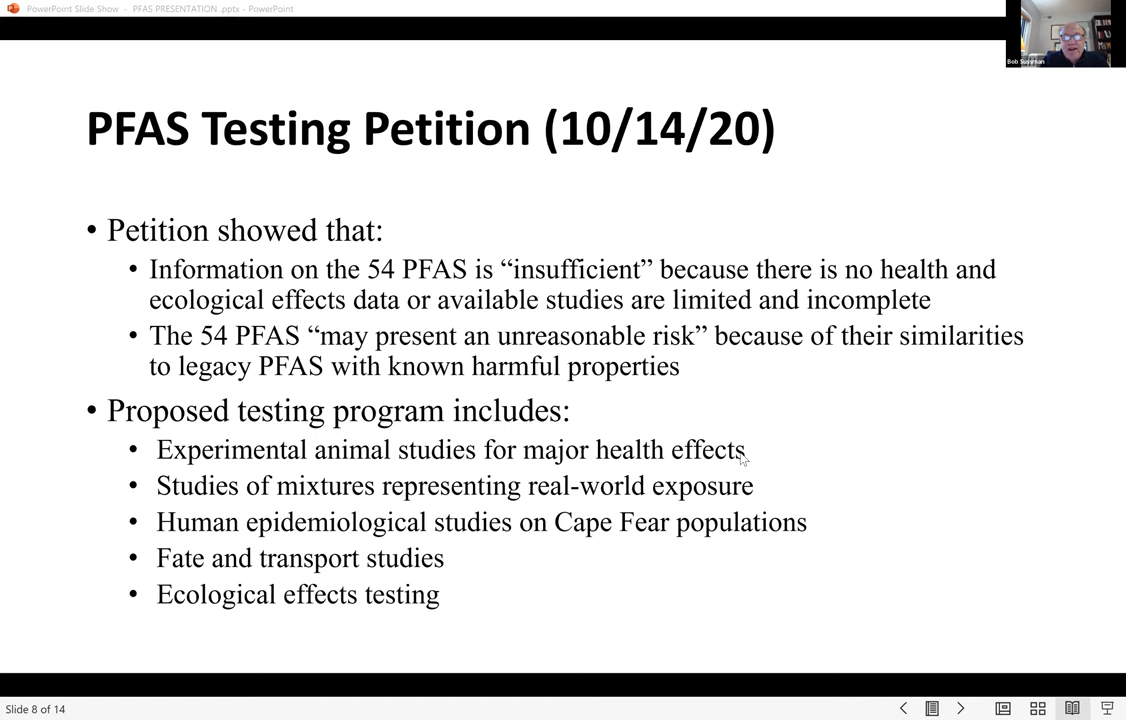 PowerPoint Slide Show - PFAS PRESENTATION .pptx - PowerPoint
Bob Sussman
PFAS Testing Petition (10/14/20)
• Petition showed that:
• Information on the 54 PFAS is “insufficient” because there is no health and
ecological effects data or available studies are limited and incomplete
• The 54 PFAS “may present an unreasonable risk” because of their similarities
to legacy PFAS with known harmful properties
• Proposed testing program includes:
• Experimental animal studies for major health effects
• Studies of mixtures representing real-world exposure
• Human epidemiological studies on Cape Fear populations
• Fate and transport studies
• Ecological effects testing
Slide 8 of 14